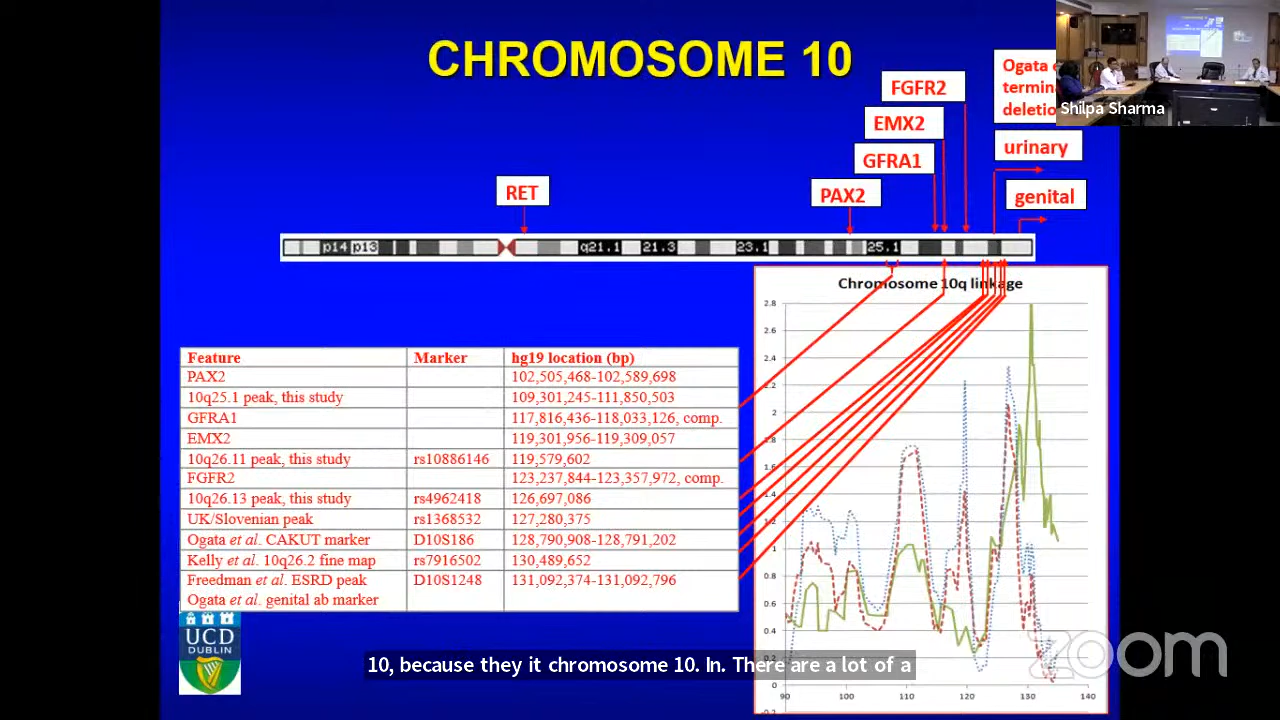 CHROMOSOME 10
Shilpa Sharma
FGFR2
EMX2
GFRA1
PAX2
RET
Ogata
termin
deletio
urinary
genital
p14 p13 q21.1 21.3 23.1 25.1
Chromosome 10q linkage
Feature Marker hg19 location (bp)
PAX2 102,505,468-102,589,698
10q25.1 peak, this study 109,301,245-111,850,503
GFRA1 117,816,436-118,033,126, comp.
EMX2 119,301,956-119,309,057
10q26.11 peak, this study rs10886146 119,579,602
FGFR2 123,237,844-123,357,972, comp.
10q26.13 peak, this study rs4962418 126,697,086
UK/Slovenian peak rs1368532 127,280,375
Ogata et al. CAKUT marker D10S186 128,790,908-128,791,202
Kelly et al. 10q26.2 fine map rs7916502 130,489,652
Freedman et al. ESRD peak D10S1248 131,092,374-131,092,796
Ogata et al. genital ab marker
2.8
2.6
2.4
2.2
2
1.8
1.6
1.4
1.2
1
0.8
0.6
0.4
0.2
0
-0.2
90 100 110 120 130 140
UCD
DUBLIN
10, because they it chromosome 10. In. There are a lot of a
zoom